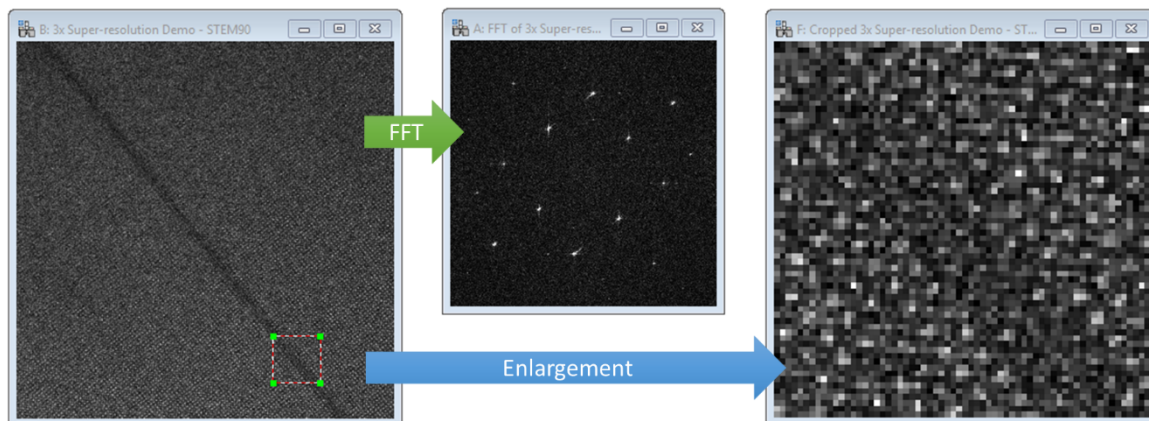 B: 3x Super-resolution Demo - STEM90
A: FFT of 3x Super-res...
F: Cropped 3x Super-resolution Demo - ST...
FFT
Enlargement